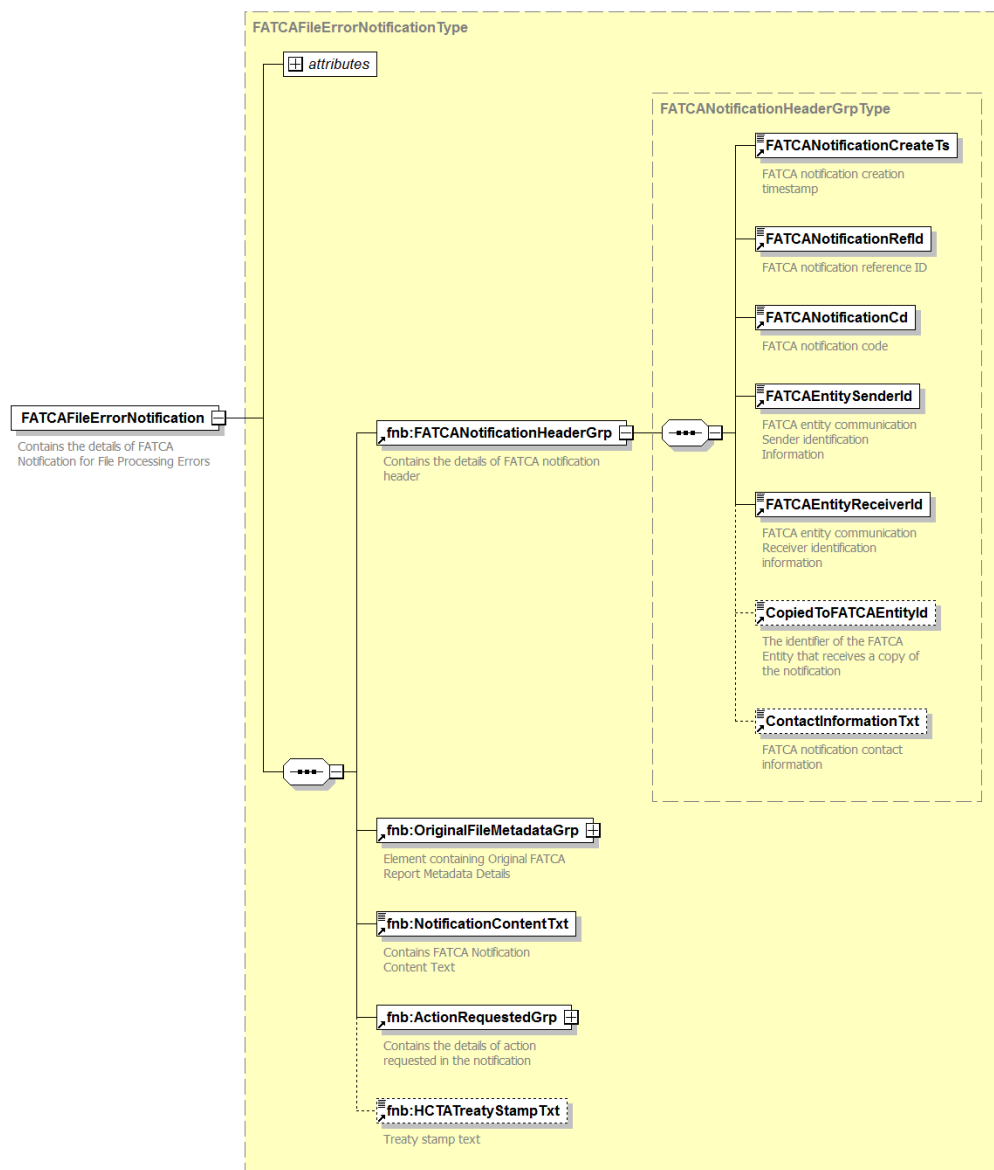 FATCAFileErrorNotificationType
attributes
FATCANotificationHeaderGrpType
FATCANotificationCreateTs
FATCA notification creation
timestamp
FATCANotificationRefId
FATCA notification reference ID
FATCANotificationCd
FATCA notification code
FATCAFileErrorNotification
Contains the details of FATCA
Notification for File Processing Errors
fnb:FATCANotificationHeaderGrp
Contains the details of FATCA notification
header
FATCAEntitySenderId
FATCA entity communication
Sender identification
Information
FATCAEntityReceiverId
FATCA entity communication
Receiver identification
information
CopiedToFATCAEntityId
The identifier of the FATCA
Entity that receives a copy of
the notification
ContactInformationTxt
FATCA notification contact
information
fnb:OriginalFileMetadataGrp
Element containing Original FATCA
Report Metadata Details
fnb:NotificationContentTxt
Contains FATCA Notification
Content Text
fnb:ActionRequestedGrp
Contains the details of action
requested in the notification
fnb:HCTATreatyStampTxt
Treaty stamp text